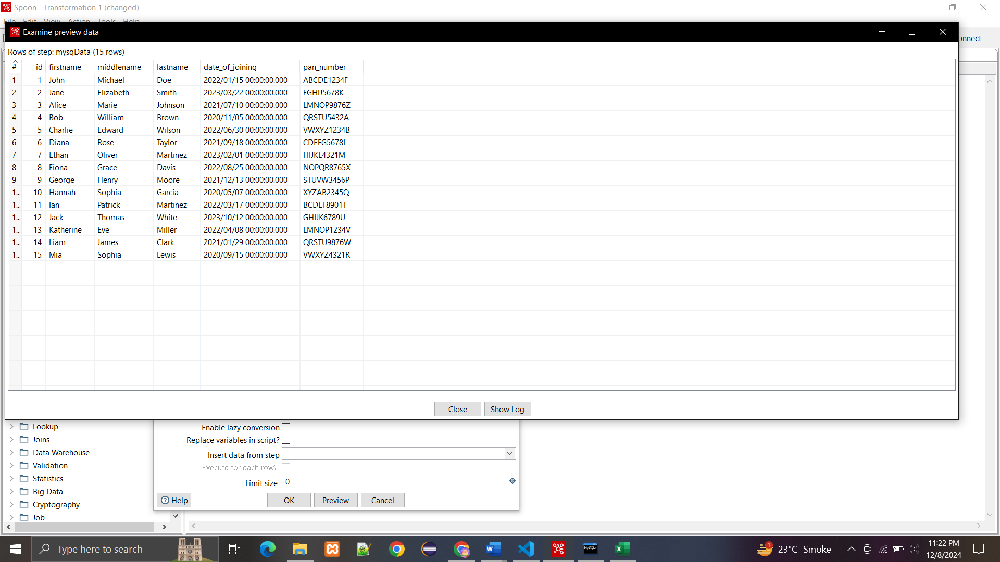 Spoon - Transformation 1 (changed)
File Edit View Action Tools Help
Examine preview data
onnect
Rows of step: mysqData (15 rows)
# id firstname middlename lastname date_of_joining pan_number
1 1 John Michael Doe 2022/01/15 00:00:00.000 ABCDE1234F
2 2 Jane Elizabeth Smith 2023/03/22 00:00:00.000 FGHIJ5678K
3 3 Alice Marie Johnson 2021/07/10 00:00:00.000 LMNOP9876Z
4 4 Bob William Brown 2020/11/05 00:00:00.000 QRSTU5432A
5 5 Charlie Edward Wilson 2022/06/30 00:00:00.000 VWXYZ1234B
6 6 Diana Rose Taylor 2021/09/18 00:00:00.000 CDEFG5678L
7 7 Ethan Oliver Martinez 2023/02/01 00:00:00.000 HIJKL4321M
8 8 Fiona Grace Davis 2022/08/25 00:00:00.000 NOPQR8765X
9 9 George Henry Moore 2021/12/13 00:00:00.000 STUVW3456P
1.. 10 Hannah Sophia Garcia 2020/05/07 00:00:00.000 XYZAB2345Q
1.. 11 Ian Patrick Martinez 2022/03/17 00:00:00.000 BCDEF8901T
1.. 12 Jack Thomas White 2023/10/12 00:00:00.000 GHIJK6789U
1.. 13 Katherine Eve Miller 2022/04/08 00:00:00.000 LMNOP1234V
1.. 14 Liam James Clark 2021/01/29 00:00:00.000 QRSTU9876W
1.. 15 Mia Sophia Lewis 2020/09/15 00:00:00.000 VWXYZ4321R
Close Show Log
Lookup
Joins
Data Warehouse
Validation
Statistics
Big Data
Cryptography
Job
Enable lazy conversion
Replace variables in script?
Insert data from step
Execute for each row?
Limit size 0
Help OK Preview Cancel
Type here to search
1
23°C Smoke
11:22 PM
12/8/2024